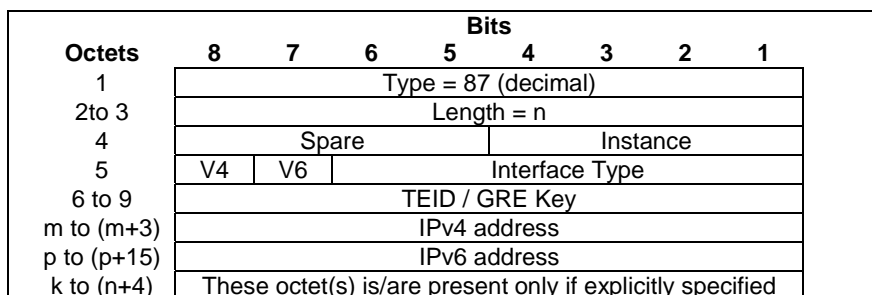 Bits
Octets 8 7 6 5 4 3 2 1
1 Type = 87 (decimal)
2to 3 Length = n
4 Spare Instance
5 V4 V6 Interface Type
6 to 9 TEID / GRE Key
m to (m+3) IPv4 address
p to (p+15) IPv6 address
k to (n+4) These octet(s) is/are present only if explicitly specified